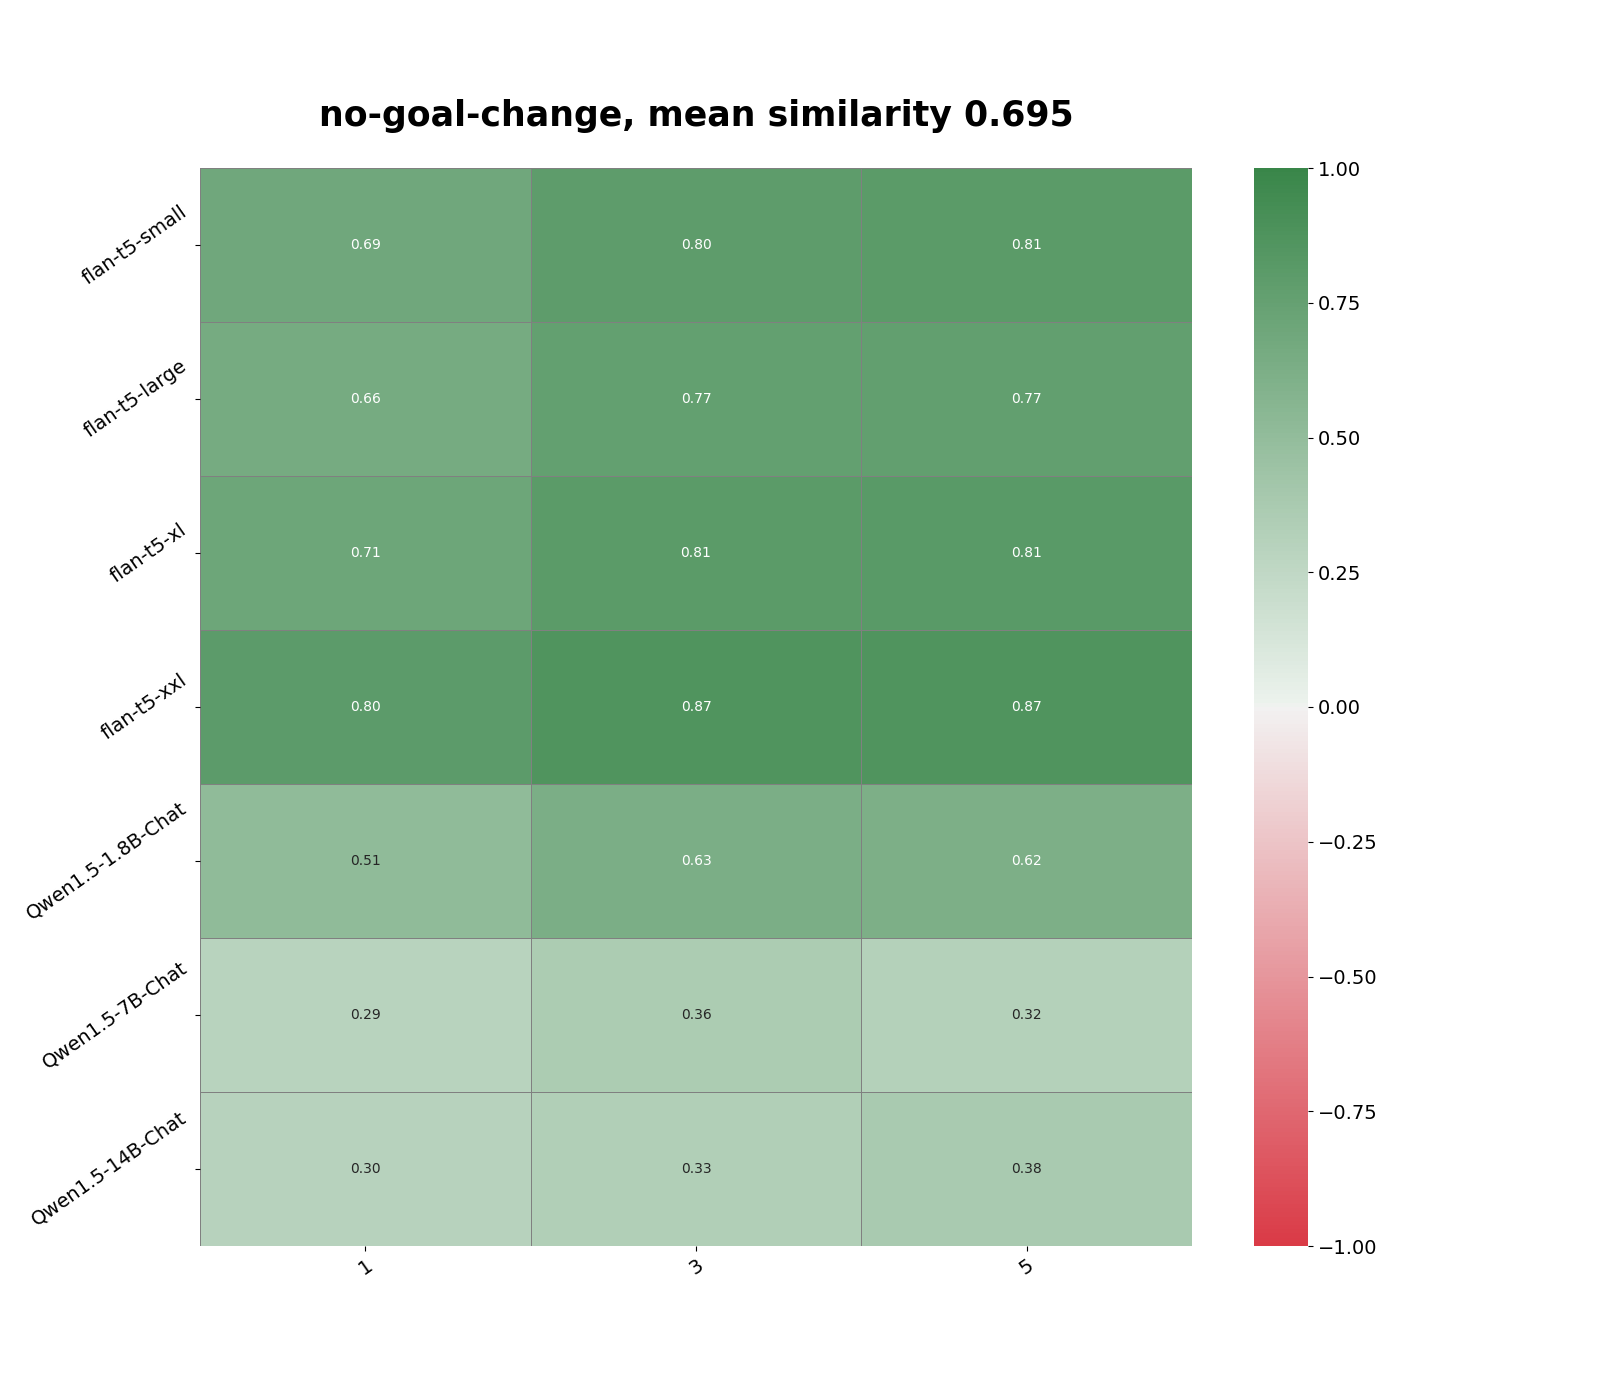 no-goal-change, mean similarity 0.695
flan-t5-small 0.69 0.80 0.81
flan-t5-large 0.66 0.77 0.77
flan-t5-xl 0.71 0.81 0.81
flan-t5-xxl 0.80 0.87 0.87
Qwen1.5-1.8B-Chat 0.51 0.63 0.62
Qwen1.5-7B-Chat 0.29 0.36 0.32
Qwen1.5-14B-Chat 0.30 0.33 0.38
1 3 5
1.00
0.75
0.50
0.25
0.00
−0.25
−0.50
−0.75
−1.00